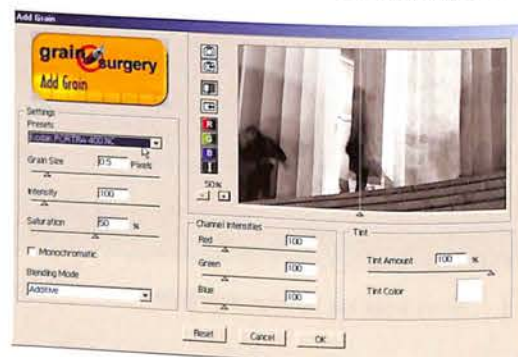 Add Grain
grain surgery
Add Grain
Settings
Presets
Kodak PORTRA 400 NC
Grain Size 0.5 Pixels
Intensity 100
Saturation 50 %
Monochromatic
Blending Mode
Additive
R
G
B
50%
- +
Channel Intensities
Red 100
Green 100
Blue 100
Tint
Tint Amount 100 %
Tint Color
Reset Cancel OK